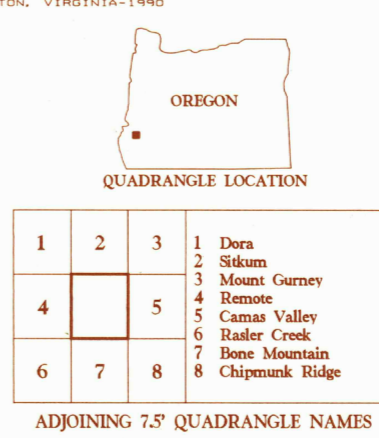 TON, VIRGINIA-1990
OREGON
QUADRANGLE LOCATION
1 2 3
4 5
6 7 8
1 Dora
2 Sitkum
3 Mount Gurney
4 Remote
5 Camas Valley
6 Rasler Creek
7 Bone Mountain
8 Chipmunk Ridge
ADJOINING 7.5' QUADRANGLE NAMES